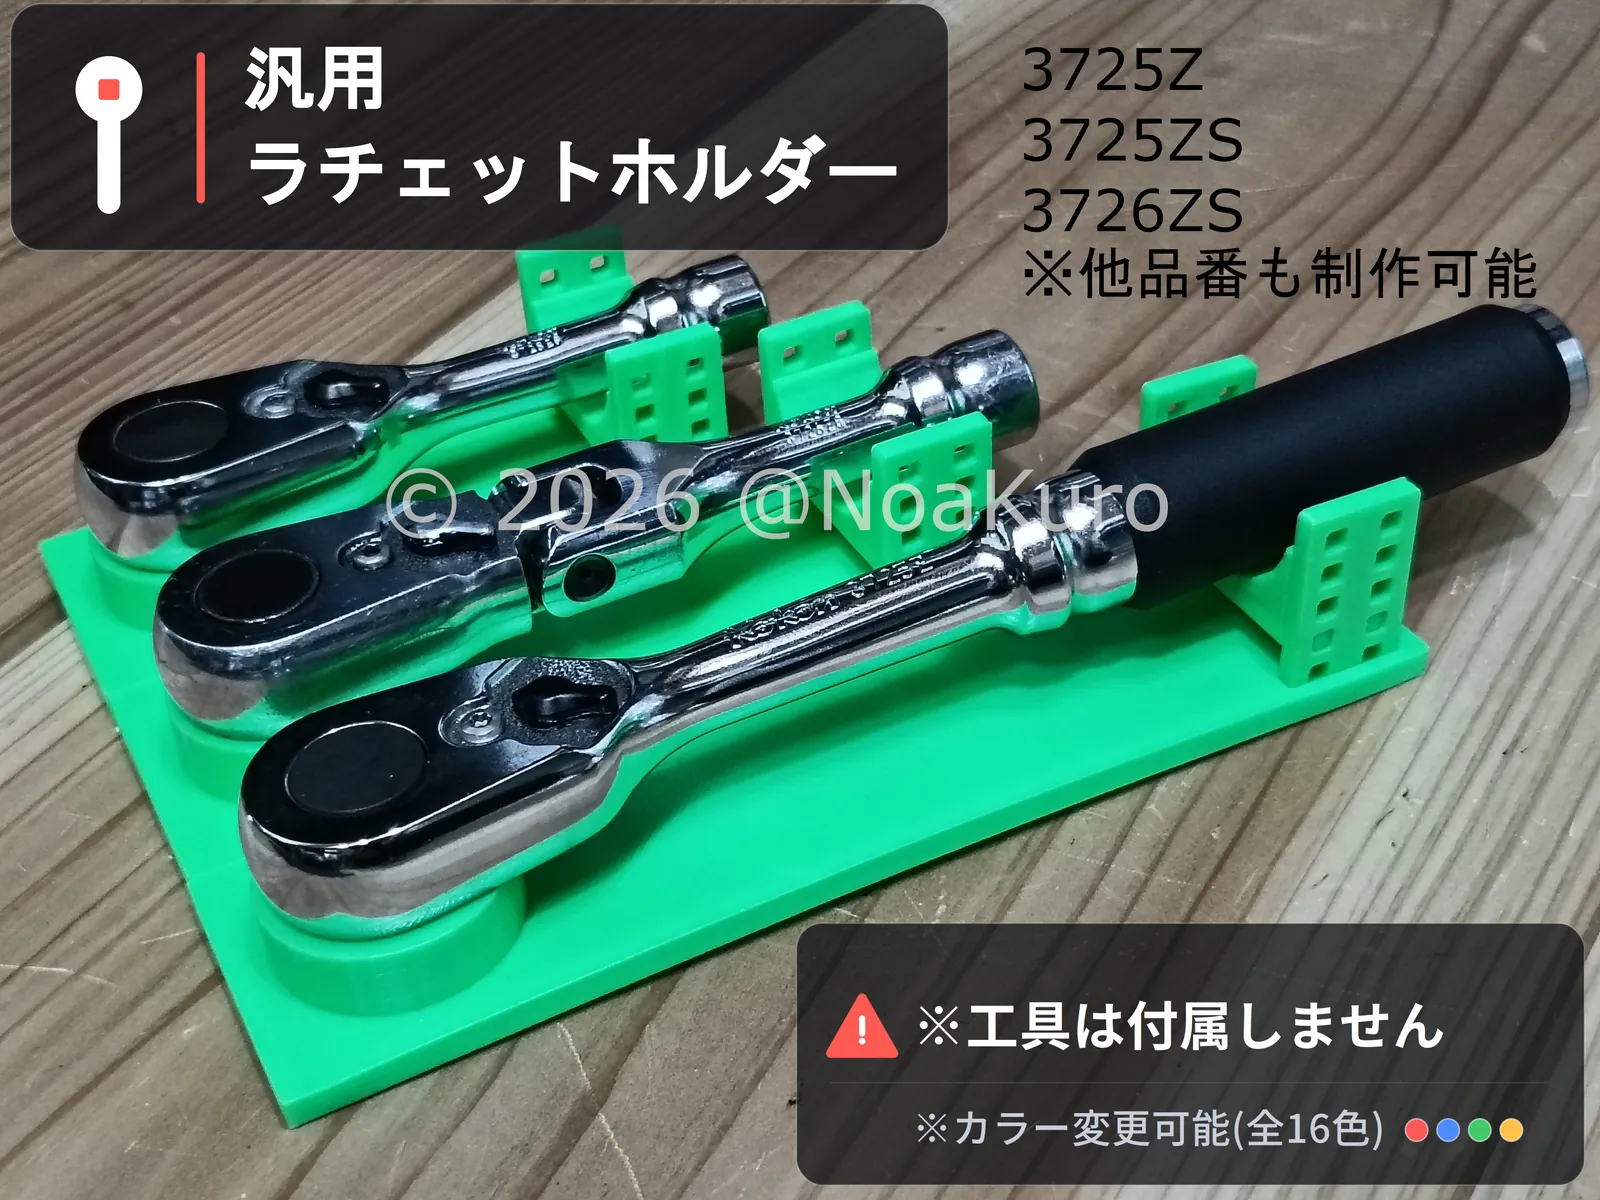 汎用
ラチェットホルダー
3725Z
3725ZS
3726ZS
※他品番も制作可能
© 2026 @NoaKuro
Koken 3725Z
※工具は付属しません
※カラー変更可能(全16色)